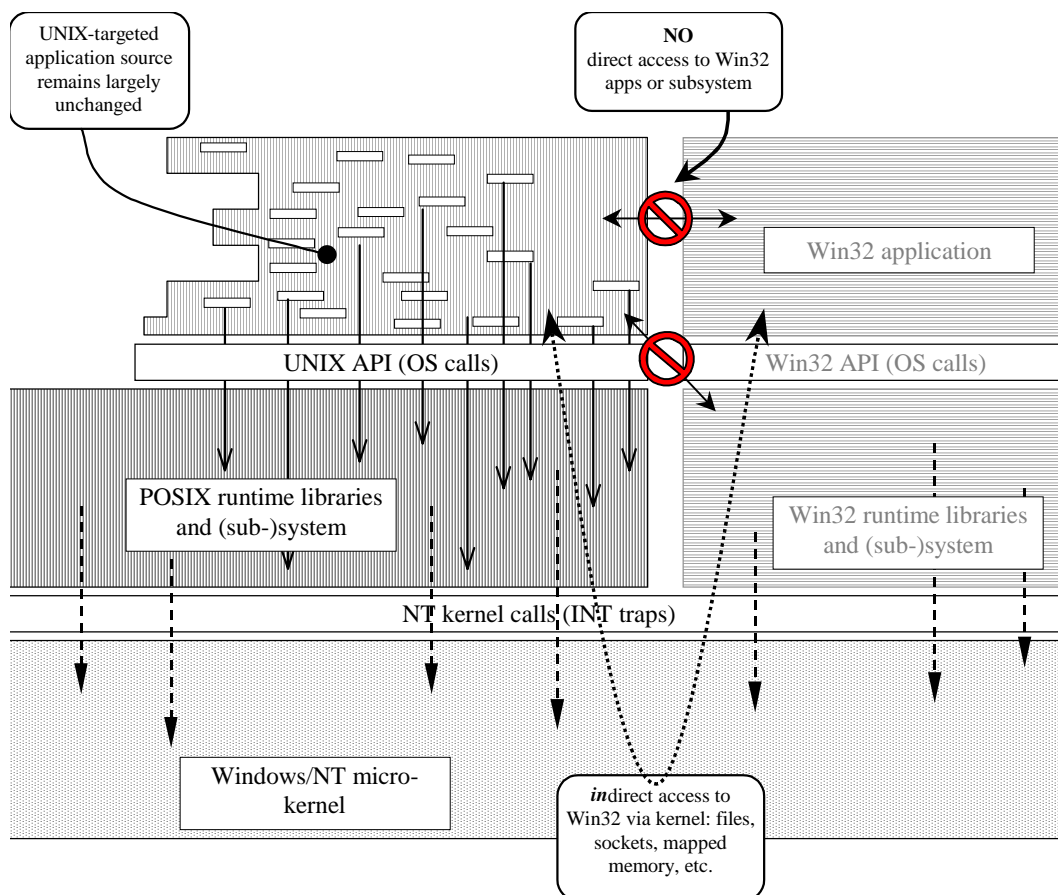 UNIX-targeted
application source
remains largely
unchanged
NO
direct access to Win32
apps or subsystem
Win32 application
UNIX API (OS calls)
Win32 API (OS calls)
POSIX runtime libraries
and (sub-)system
Win32 runtime libraries
and (sub-)system
NT kernel calls (INT traps)
Windows/NT micro-
kernel
indirect access to
Win32 via kernel: files,
sockets, mapped
memory, etc.